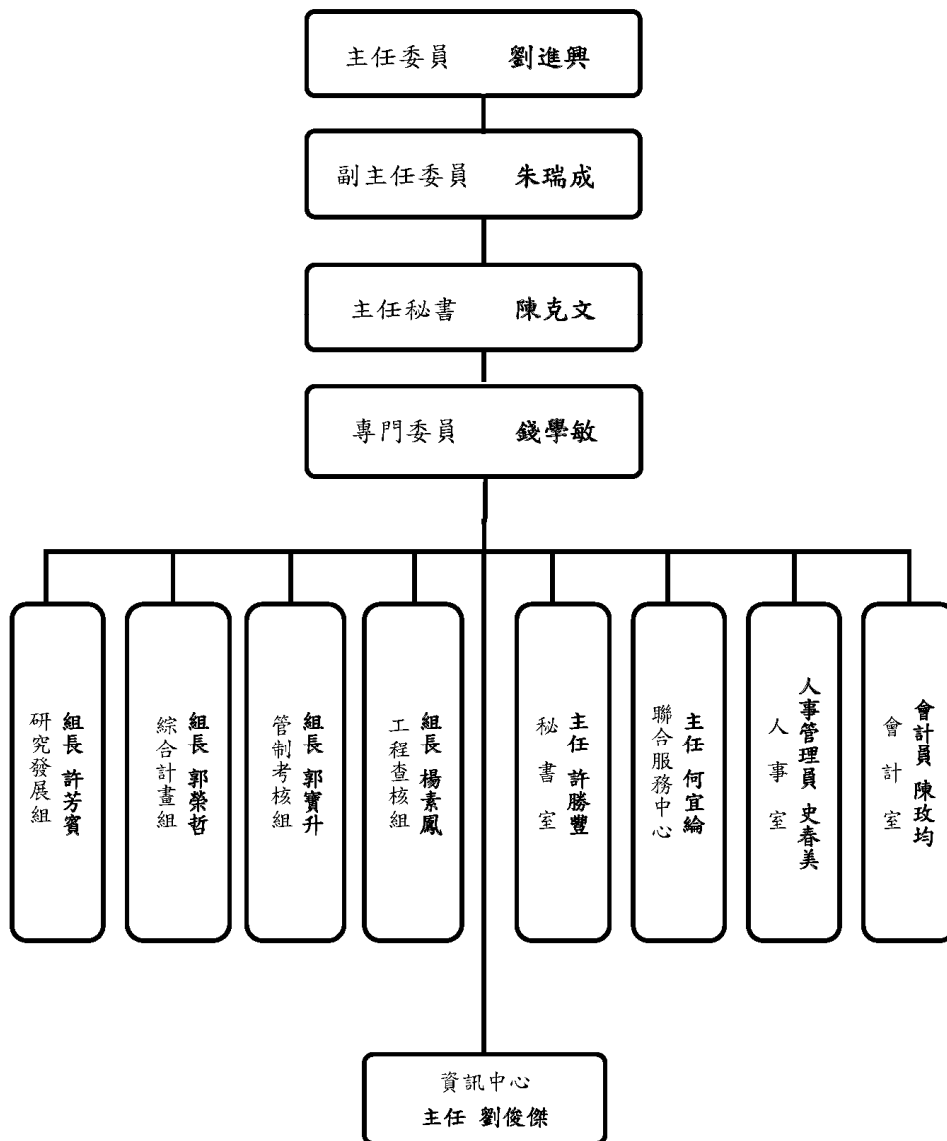 主任委員 劉進興
副主任委員 朱瑞成
主任秘書 陳克文
專門委員 錢學敏
研究發展組
組長 許芳賓
綜合計畫組
組長 郭榮哲
管制考核組
組長 郭寶升
工程查核組
組長 楊素鳳
秘書室
主任 許勝豐
聯合服務中心
主任 何宜綸
人事室
人事管理員 史春美
會計室
會計員 陳玫均
資訊中心
主任 劉俊傑